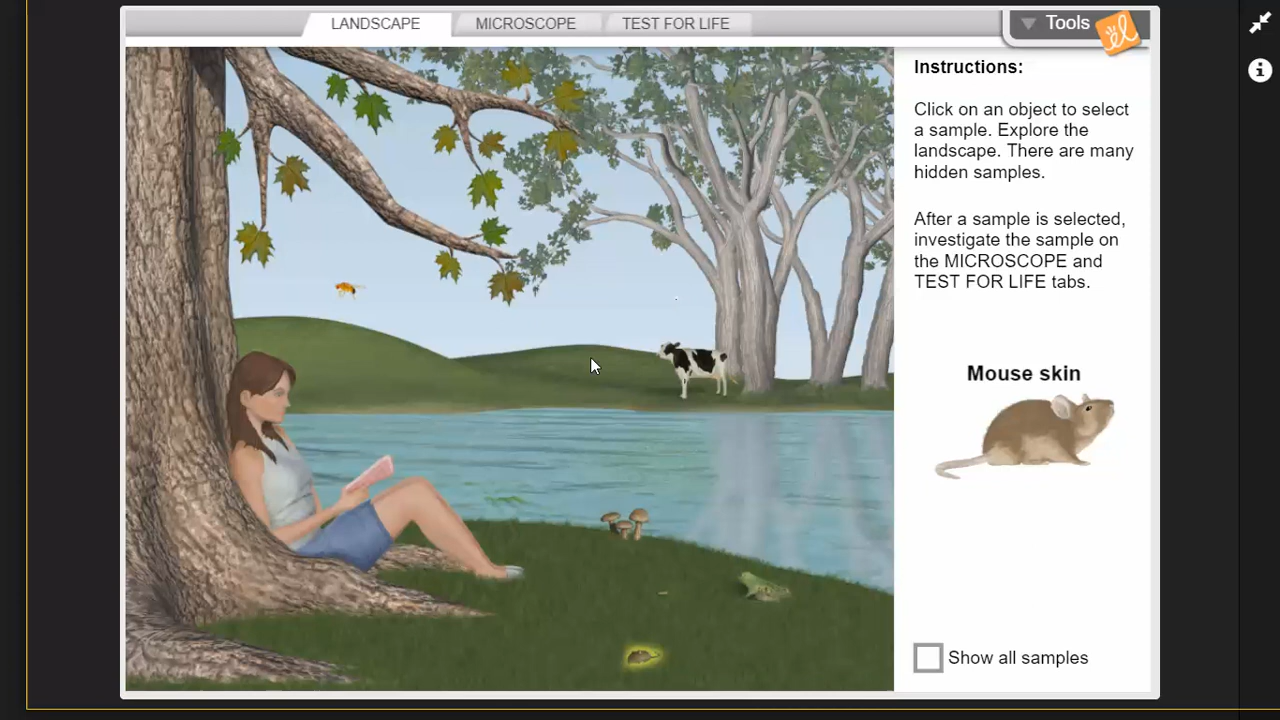 LANDSCAPE
MICROSCOPE
TEST FOR LIFE
Tools
el
Instructions:
Click on an object to select
a sample. Explore the
landscape. There are many
hidden samples.
After a sample is selected,
investigate the sample on
the MICROSCOPE and
TEST FOR LIFE tabs.
Mouse skin
Show all samples